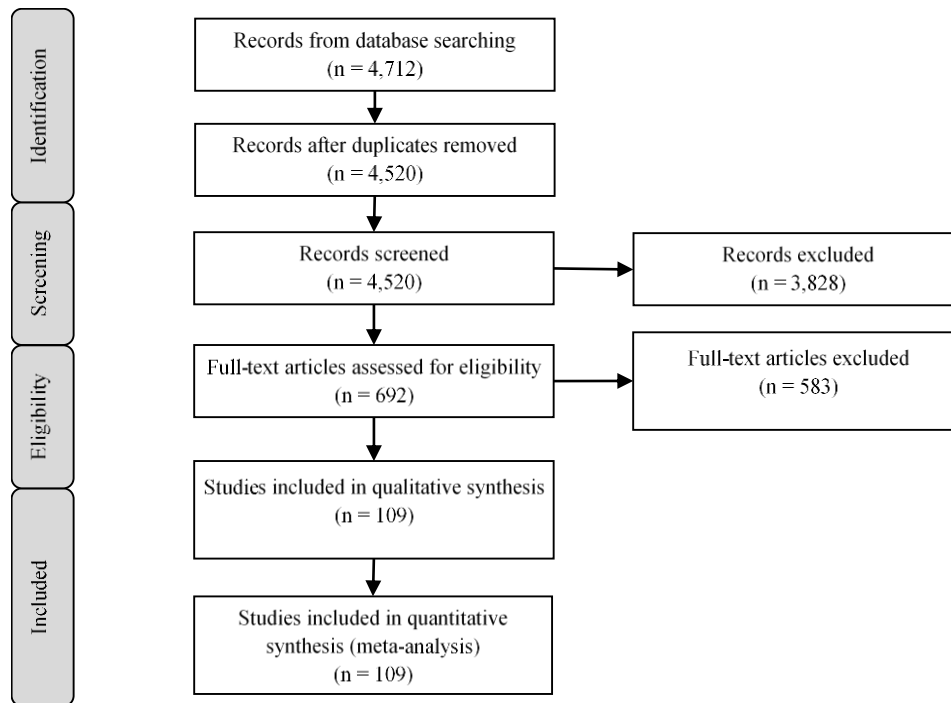 Identification
Records from database searching
(n = 4,712)
Records after duplicates removed
(n = 4,520)
Screening
Records screened
(n = 4,520)
Records excluded
(n = 3,828)
Eligibility
Full-text articles assessed for eligibility
(n = 692)
Full-text articles excluded
(n = 583)
Included
Studies included in qualitative synthesis
(n = 109)
Studies included in quantitative
synthesis (meta-analysis)
(n = 109)